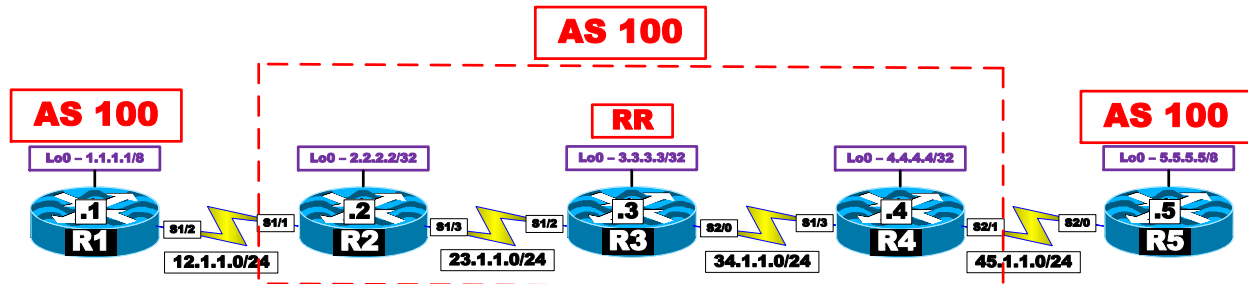 AS 100
AS 100
RR
AS 100
Lo0 – 1.1.1.1/8
Lo0 – 2.2.2.2/32
Lo0 – 3.3.3.3/32
Lo0 – 4.4.4.4/32
Lo0 – 5.5.5.5/8
.1
.2
.3
.4
.5
S1/2
S1/1
S1/3
S1/2
S2/0
S1/3
S2/1
S2/0
R1
R2
R3
R4
R5
12.1.1.0/24
23.1.1.0/24
34.1.1.0/24
45.1.1.0/24